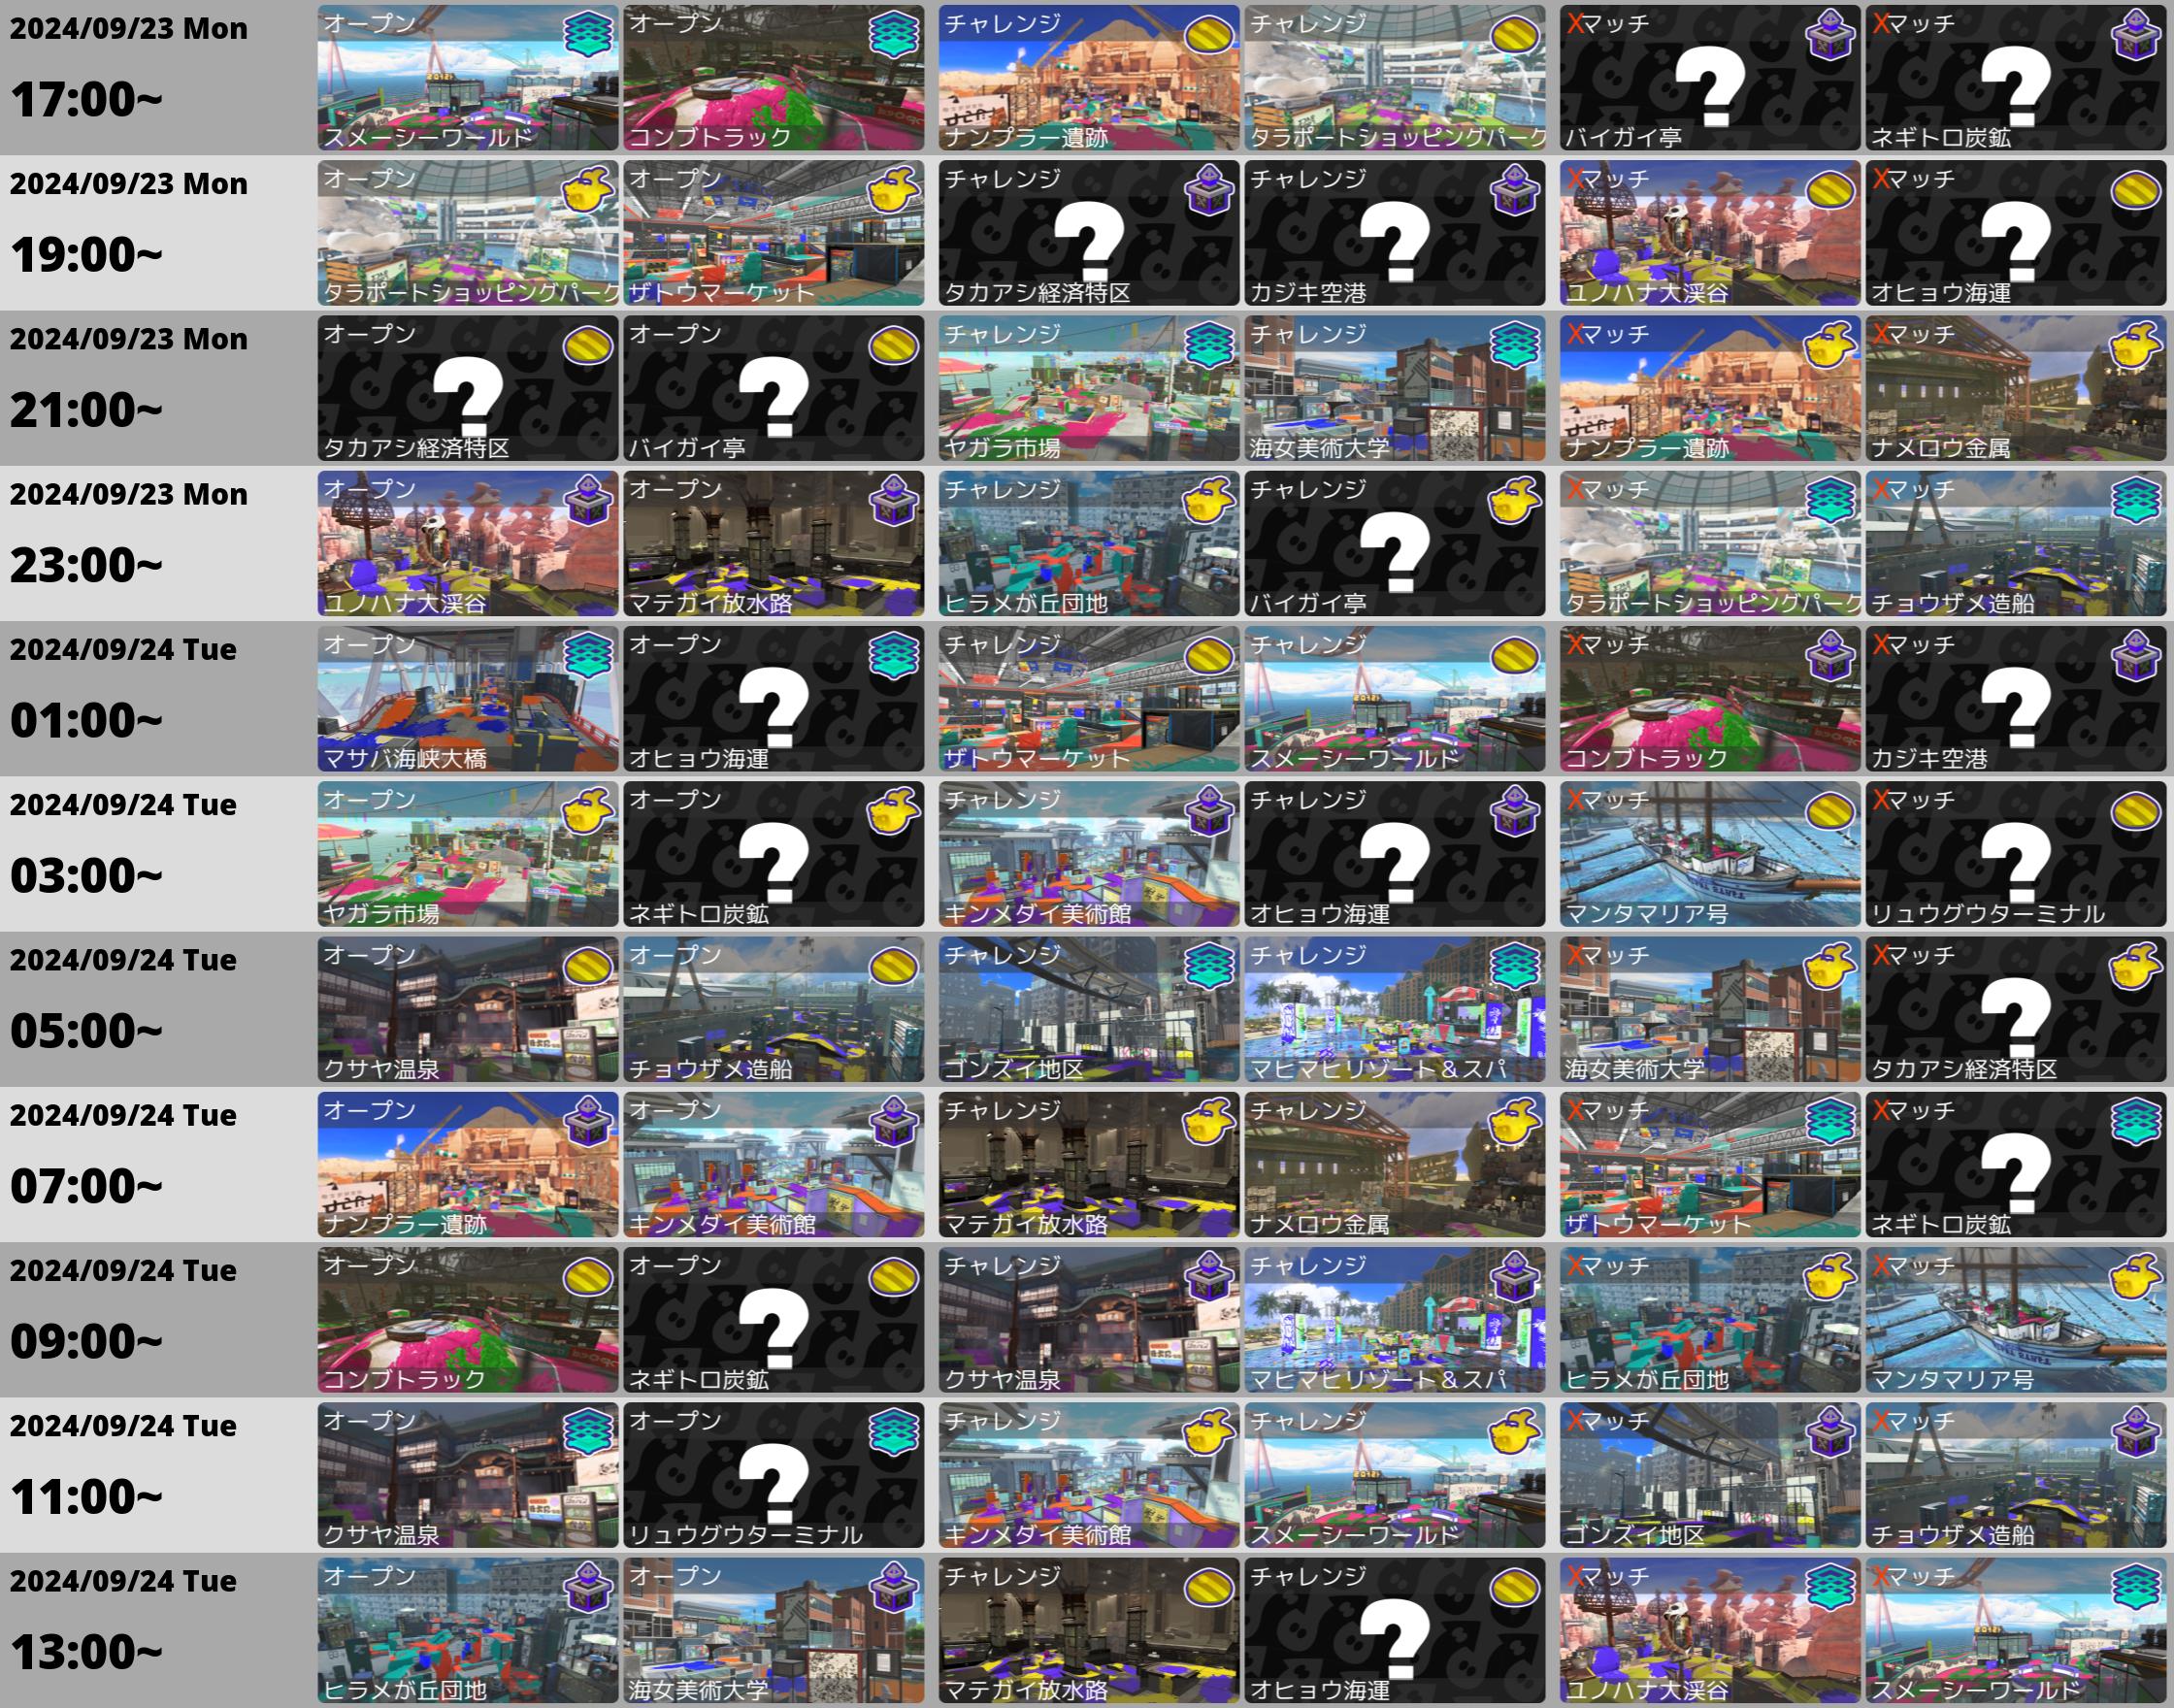 2024/09/23 Mon
17:00~
オープン
スメーシーワールド
オープン
コンブトラック
チャレンジ
ナンプラー遺跡
チャレンジ
タラポートショッピングパーク
Xマッチ
?
バイガイ亭
Xマッチ
?
ネギトロ炭鉱
2024/09/23 Mon
19:00~
オープン
タラポートショッピングパーク
オープン
ザトウマーケット
チャレンジ
?
タカアシ経済特区
チャレンジ
?
カジキ空港
Xマッチ
ユノハナ大渓谷
Xマッチ
?
オヒョウ海運
2024/09/23 Mon
21:00~
オープン
?
タカアシ経済特区
オープン
?
バイガイ亭
チャレンジ
ヤガラ市場
チャレンジ
海女美術大学
Xマッチ
ナンプラー遺跡
Xマッチ
ナメロウ金属
2024/09/23 Mon
23:00~
オープン
ユノハナ大渓谷
オープン
マテガイ放水路
チャレンジ
ヒラメが丘団地
チャレンジ
?
バイガイ亭
Xマッチ
タラポートショッピングパーク
Xマッチ
チョウザメ造船
2024/09/24 Tue
01:00~
オープン
マサバ海峡大橋
オープン
?
オヒョウ海運
チャレンジ
ザトウマーケット
チャレンジ
スメーシーワールド
Xマッチ
コンブトラック
Xマッチ
?
カジキ空港
2024/09/24 Tue
03:00~
オープン
ヤガラ市場
オープン
?
ネギトロ炭鉱
チャレンジ
キンメダイ美術館
チャレンジ
?
オヒョウ海運
Xマッチ
マンタマリア号
Xマッチ
?
リュウグウターミナル
2024/09/24 Tue
05:00~
オープン
クサヤ温泉
オープン
チョウザメ造船
チャレンジ
ゴンズイ地区
チャレンジ
マヒマヒリゾート&スパ
Xマッチ
海女美術大学
Xマッチ
?
タカアシ経済特区
2024/09/24 Tue
07:00~
オープン
ナンプラー遺跡
オープン
キンメダイ美術館
チャレンジ
マテガイ放水路
チャレンジ
ナメロウ金属
Xマッチ
ザトウマーケット
Xマッチ
?
ネギトロ炭鉱
2024/09/24 Tue
09:00~
オープン
コンブトラック
オープン
?
ネギトロ炭鉱
チャレンジ
クサヤ温泉
チャレンジ
マヒマヒリゾート&スパ
Xマッチ
ヒラメが丘団地
Xマッチ
マンタマリア号
2024/09/24 Tue
11:00~
オープン
クサヤ温泉
オープン
?
リュウグウターミナル
チャレンジ
キンメダイ美術館
チャレンジ
スメーシーワールド
Xマッチ
ゴンズイ地区
Xマッチ
チョウザメ造船
2024/09/24 Tue
13:00~
オープン
ヒラメが丘団地
オープン
海女美術大学
チャレンジ
マテガイ放水路
チャレンジ
?
オヒョウ海運
Xマッチ
ユノハナ大渓谷
Xマッチ
スメーシーワールド